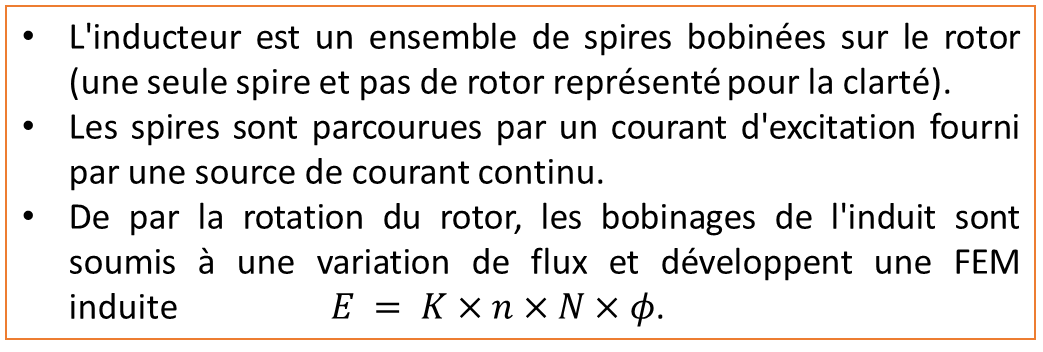 • L'inducteur est un ensemble de spires bobinées sur le rotor
(une seule spire et pas de rotor représenté pour la clarté).
• Les spires sont parcourues par un courant d'excitation fourni
par une source de courant continu.
• De par la rotation du rotor, les bobinages de l'induit sont
soumis à une variation de flux et développent une FEM
induite E = K × n × N × ϕ.